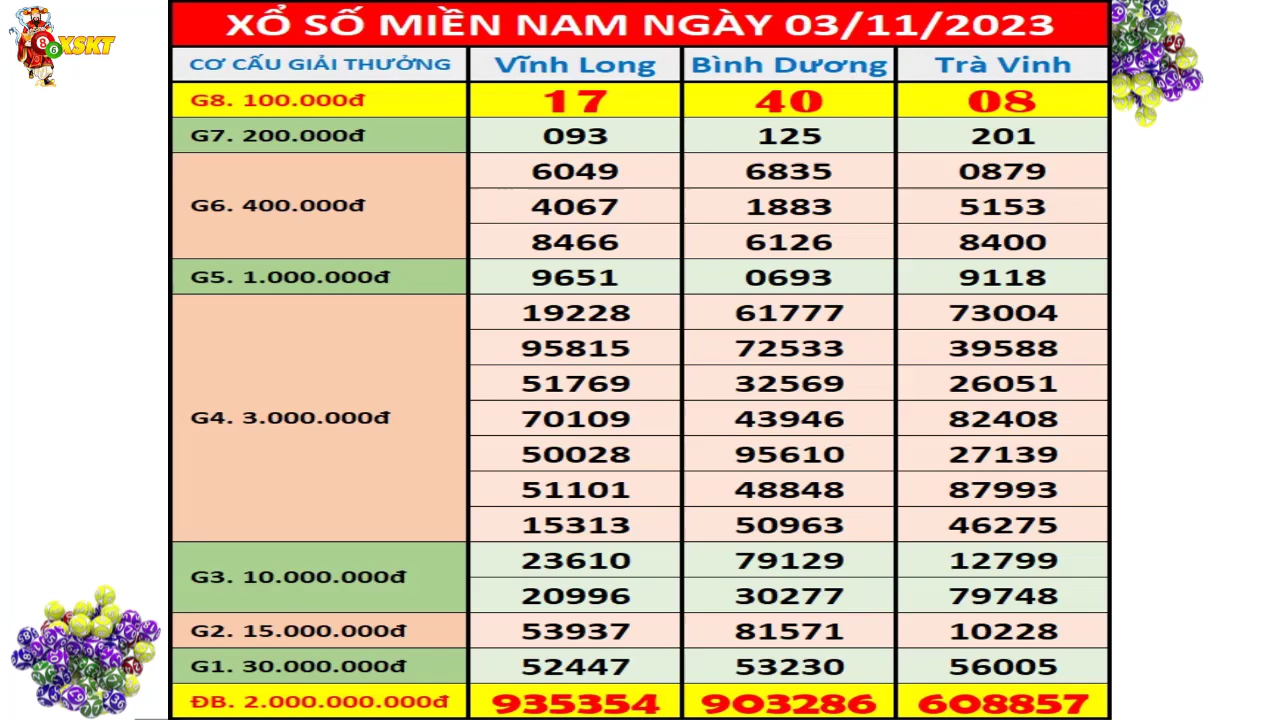 XSKT
XỔ SỐ MIỀN NAM NGÀY 03/11/2023
CƠ CẤU GIẢI THƯỞNG Vĩnh Long Bình Dương Trà Vinh
G8. 100.000đ 17 40 08
G7. 200.000đ 093 125 201
G6. 400.000đ 6049 6835 0879
4067 1883 5153
8466 6126 8400
G5. 1.000.000đ 9651 0693 9118
G4. 3.000.000đ 19228 61777 73004
95815 72533 39588
51769 32569 26051
70109 43946 82408
50028 95610 27139
51101 48848 87993
15313 50963 46275
G3. 10.000.000đ 23610 79129 12799
20996 30277 79748
G2. 15.000.000đ 53937 81571 10228
G1. 30.000.000đ 52447 53230 56005
ĐB. 2.000.000.000đ 935354 903286 608857